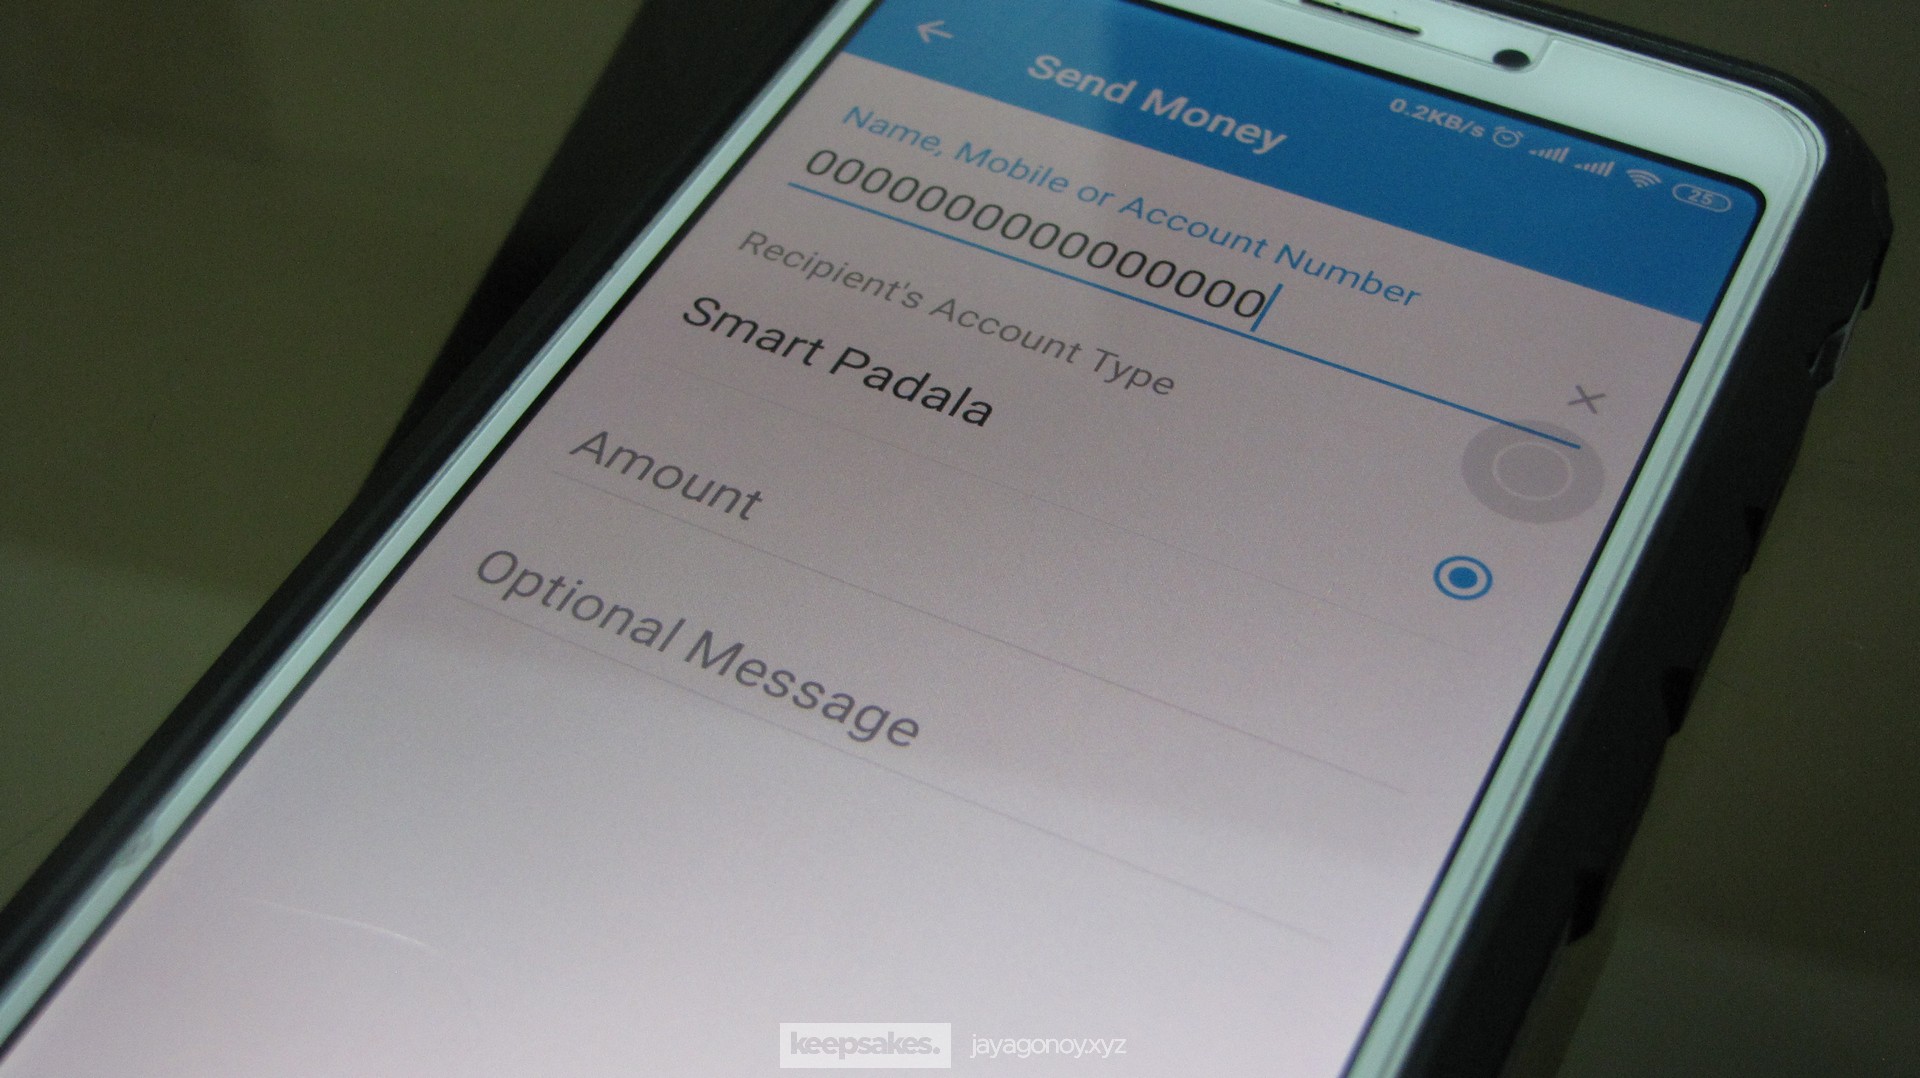 Send Money
0.2KB/s
25
Name, Mobile or Account Number
0000000000000000
Recipient's Account Type
Smart Padala
Amount
Optional Message
keepsakes. jayagonoy.xyz